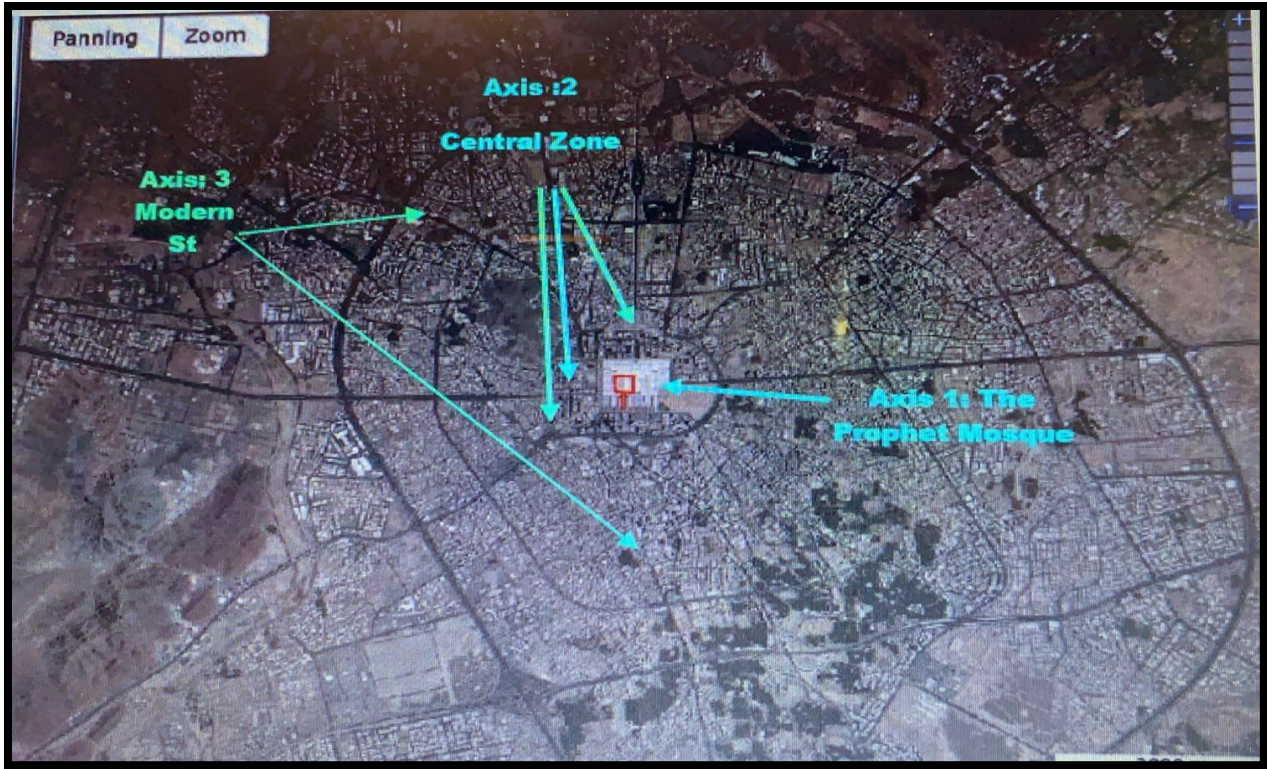 Panning Zoom
Axis :2
Central Zone
Axis: 3
Modern
St
Axis 1: The
Prophet Mosque